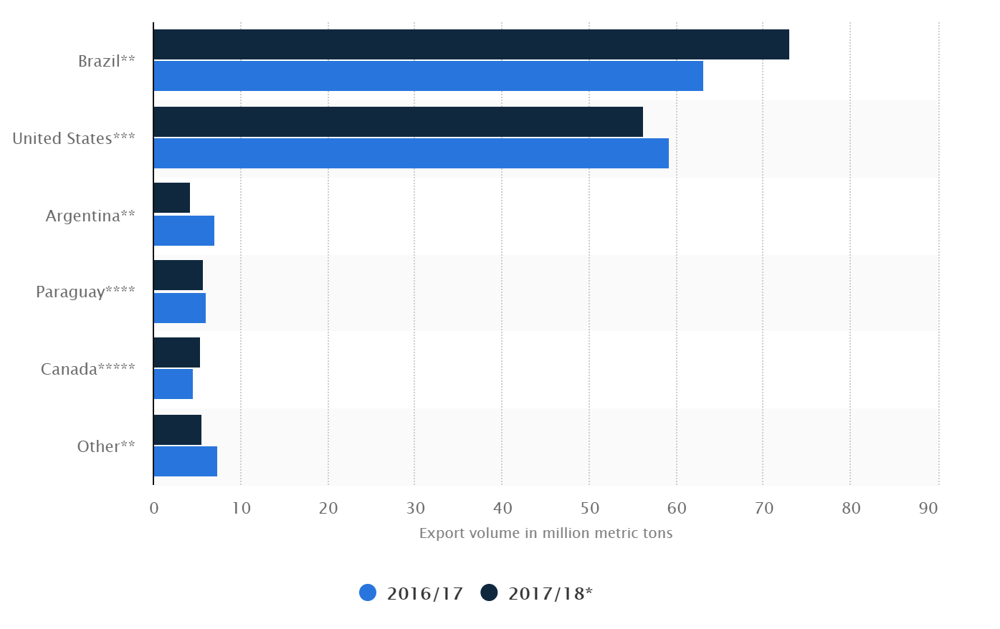 Brazil**
United States***
Argentina**
Paraguay****
Canada*****
Other**
0 10 20 30 40 50 60 70 80 90
Export volume in million metric tons
2016/17 2017/18*